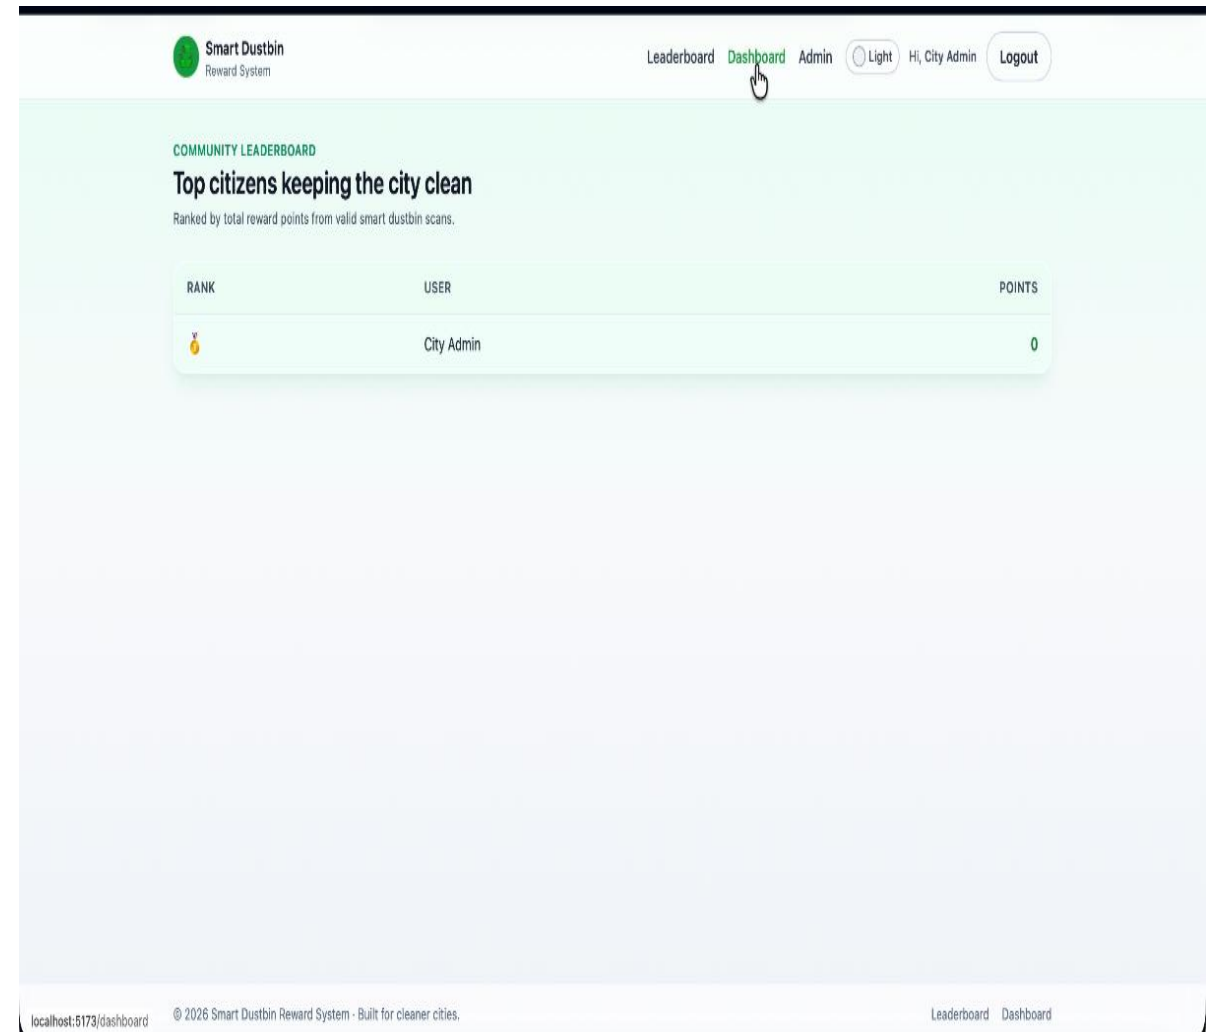 Smart Dustbin
Reward System
Leaderboard Dashboard Admin Light Hi, City Admin Logout
COMMUNITY LEADERBOARD
Top citizens keeping the city clean
Ranked by total reward points from valid smart dustbin scans.
RANK USER POINTS
City Admin 0
© 2026 Smart Dustbin Reward System · Built for cleaner cities. Leaderboard Dashboard
localhost:5173/dashboard